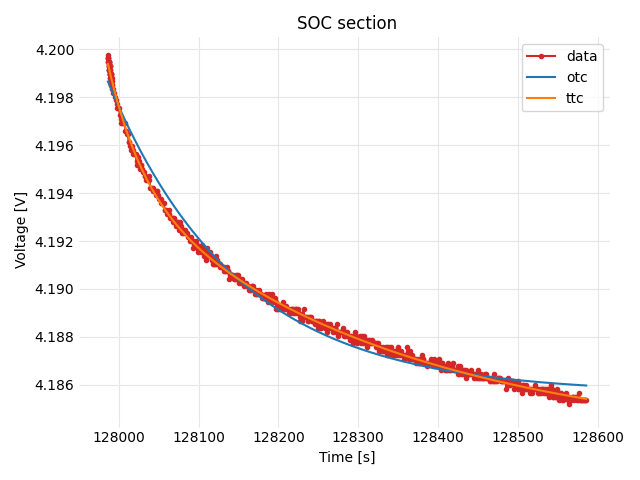 SOC section
Voltage [V]
4.200
4.198
4.196
4.194
4.192
4.190
4.188
4.186
data
otc
ttc
128000
128100
128200
128300
128400
128500
128600
Time [s]